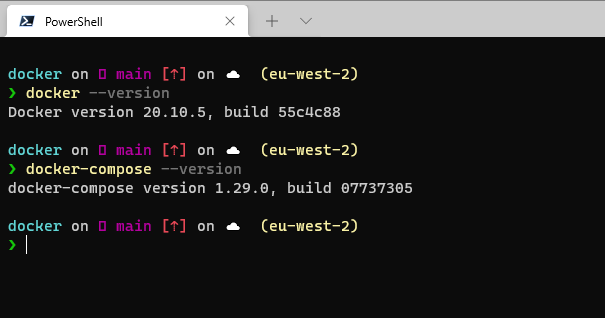 PowerShell
docker on main [↑] on ☁ (eu-west-2)
❯ docker --version
Docker version 20.10.5, build 55c4c88
docker on main [↑] on ☁ (eu-west-2)
❯ docker-compose --version
docker-compose version 1.29.0, build 07737305
docker on main [↑] on ☁ (eu-west-2)
❯